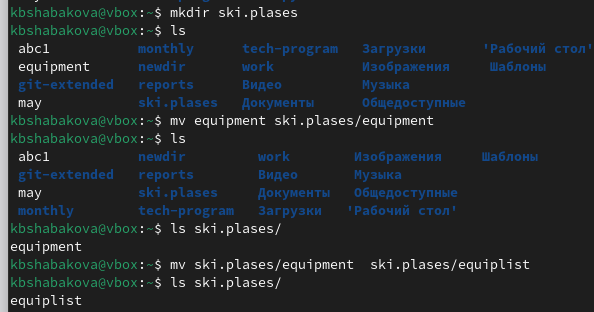 kbshabakova@vbox:~$ mkdir ski.plases
kbshabakova@vbox:~$ ls
abc1 monthly tech-program Загрузки 'Рабочий стол'
equipment newdir work Изображения Шаблоны
git-extended reports Видео Музыка
may ski.plases Документы Общедоступные
kbshabakova@vbox:~$ mv equipment ski.plases/equipment
kbshabakova@vbox:~$ ls
abc1 newdir work Изображения Шаблоны
git-extended reports Видео Музыка
may ski.plases Документы Общедоступные
monthly tech-program Загрузки 'Рабочий стол'
kbshabakova@vbox:~$ ls ski.plases/
equipment
kbshabakova@vbox:~$ mv ski.plases/equipment  ski.plases/equiplist
kbshabakova@vbox:~$ ls ski.plases/
equiplist